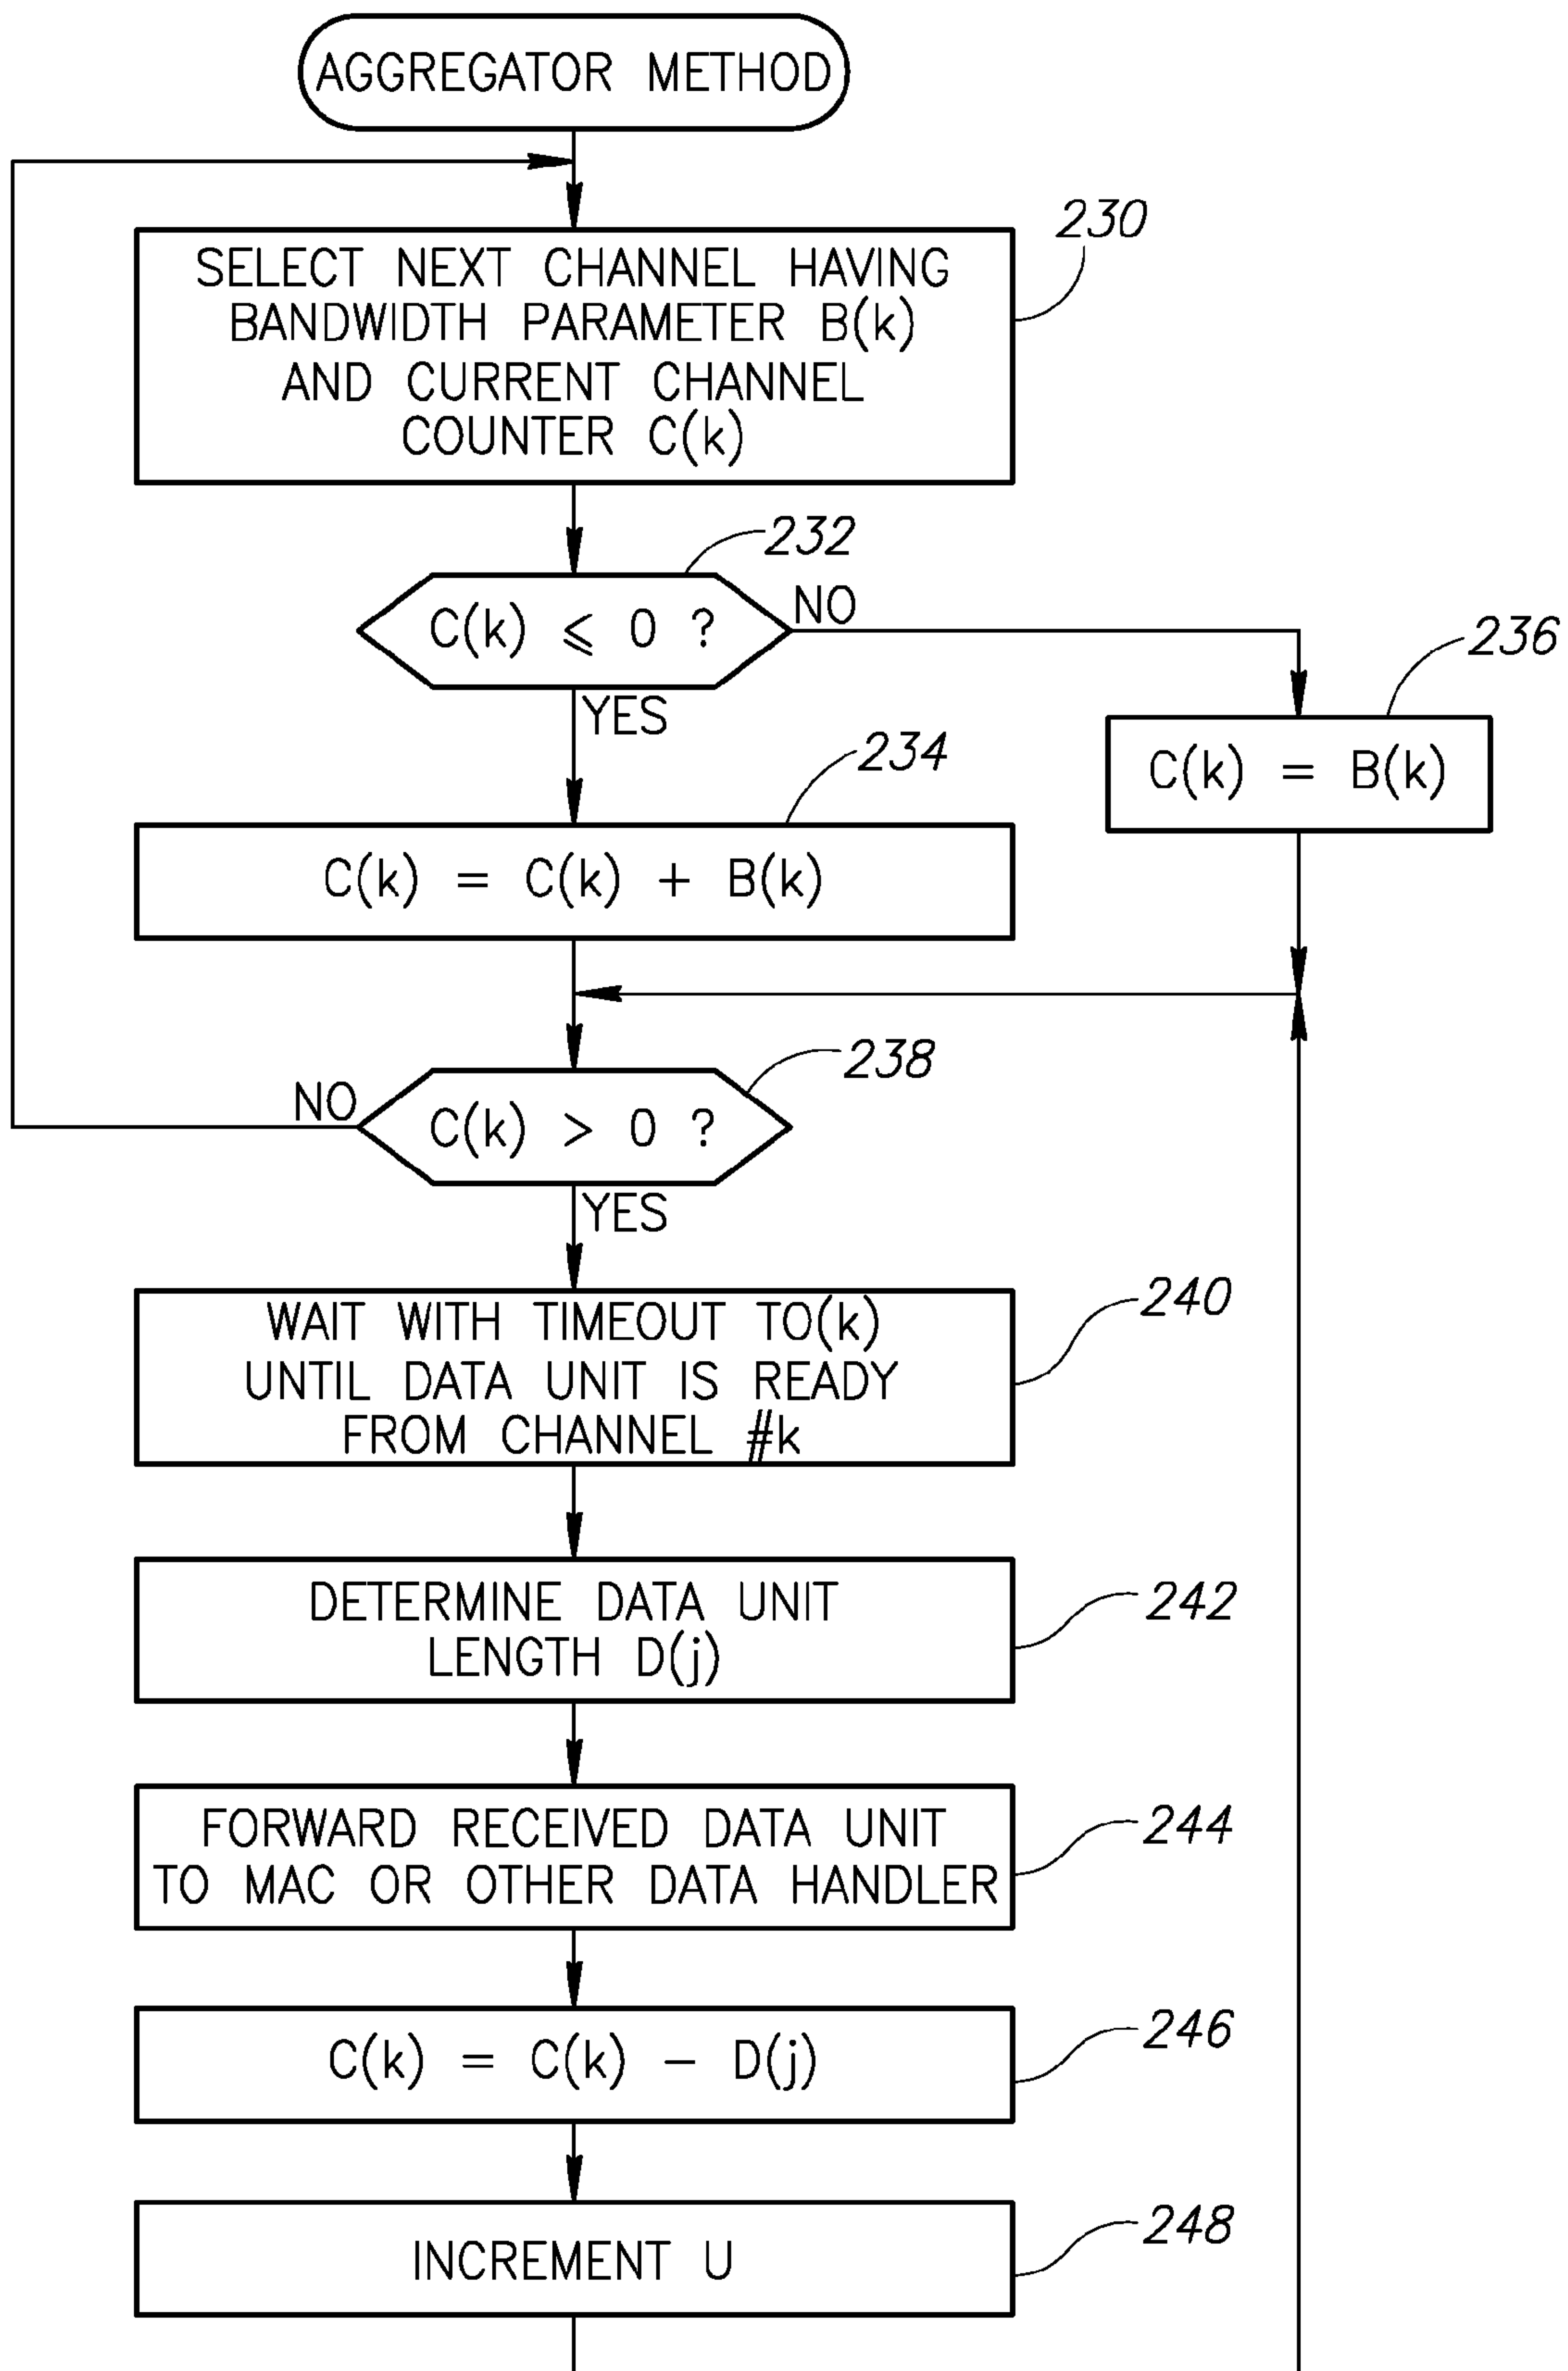 AGGREGATOR METHOD
230
SELECT NEXT CHANNEL HAVING
BANDWIDTH PARAMETER B(k)
AND CURRENT CHANNEL
COUNTER C(k)
232
C(k) ⩽ 0 ?
NO
YES
236
C(k) = B(k)
234
C(k) = C(k) + B(k)
238
NO
C(k) > 0 ?
YES
240
WAIT WITH TIMEOUT TO(k)
UNTIL DATA UNIT IS READY
FROM CHANNEL #k
242
DETERMINE DATA UNIT
LENGTH D(j)
244
FORWARD RECEIVED DATA UNIT
TO MAC OR OTHER DATA HANDLER
246
C(k) = C(k) − D(j)
248
INCREMENT U